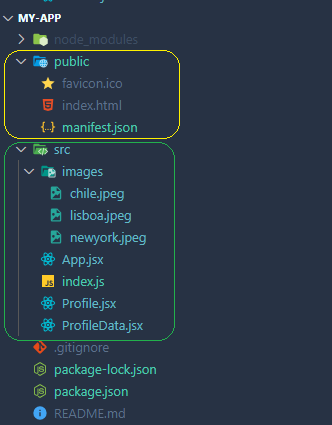 MY-APP
node_modules
public
favicon.ico
index.html
manifest.json
src
images
chile.jpeg
lisboa.jpeg
newyork.jpeg
App.jsx
JS index.js
Profile.jsx
ProfileData.jsx
.gitignore
package-lock.json
package.json
README.md